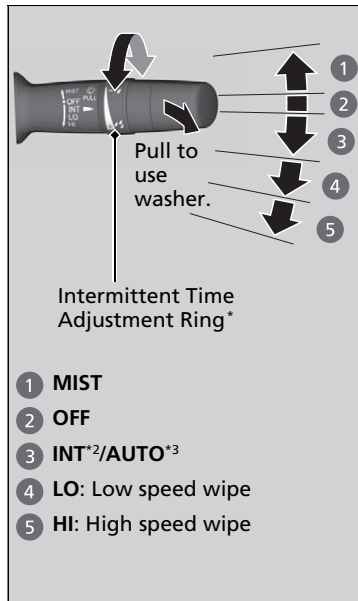 MIST
OFF
INT
LO
HI
PULL
1
2
3
4
5
Pull to
use
washer.
Intermittent Time
Adjustment Ring*
1 MIST
2 OFF
3 INT*2/AUTO*3
4 LO: Low speed wipe
5 HI: High speed wipe